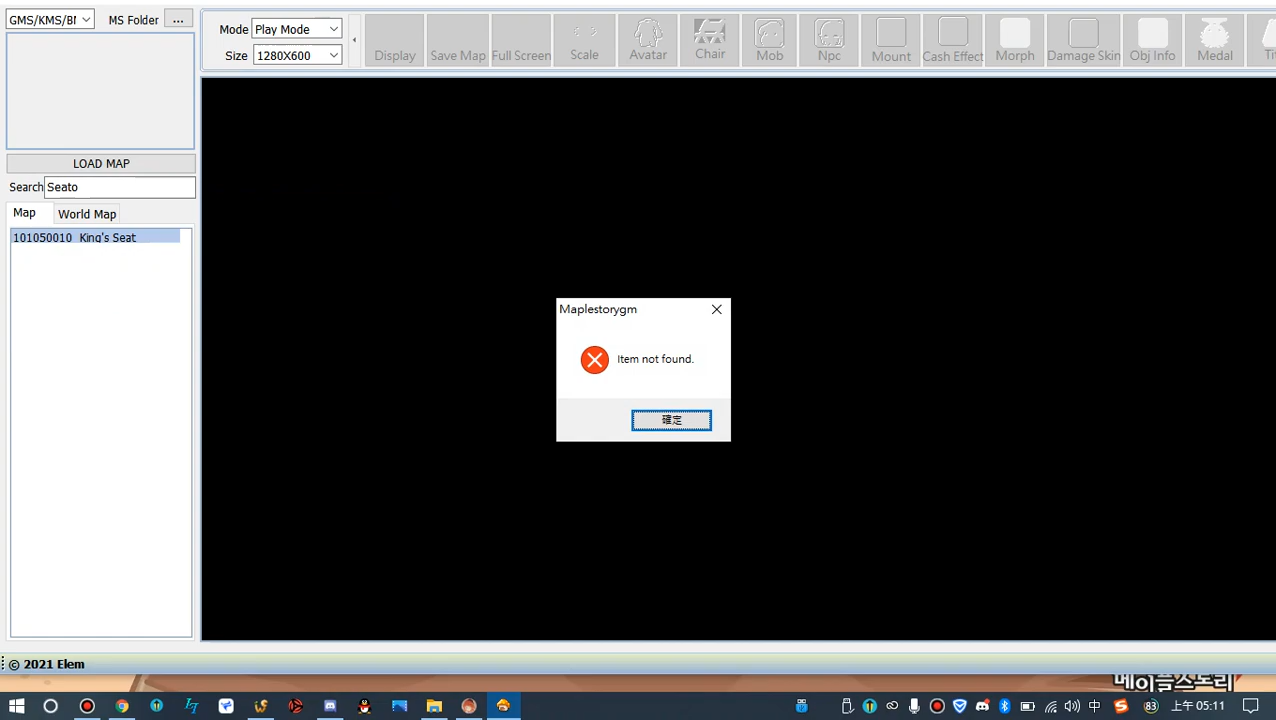 GMS/KMS/Bl MS Folder ...
Mode Play Mode
Size 1280X600
Display Save Map Full Screen Scale Avatar Chair Mob Npc Mount Cash Effect Morph Damage Skin Obj Info Medal
LOAD MAP
Search Seato
Map World Map
101050010 King's Seat
Maplestorygm
Item not found.
確定
© 2021 Elem
메이플스토리
中 83 上午 05:11